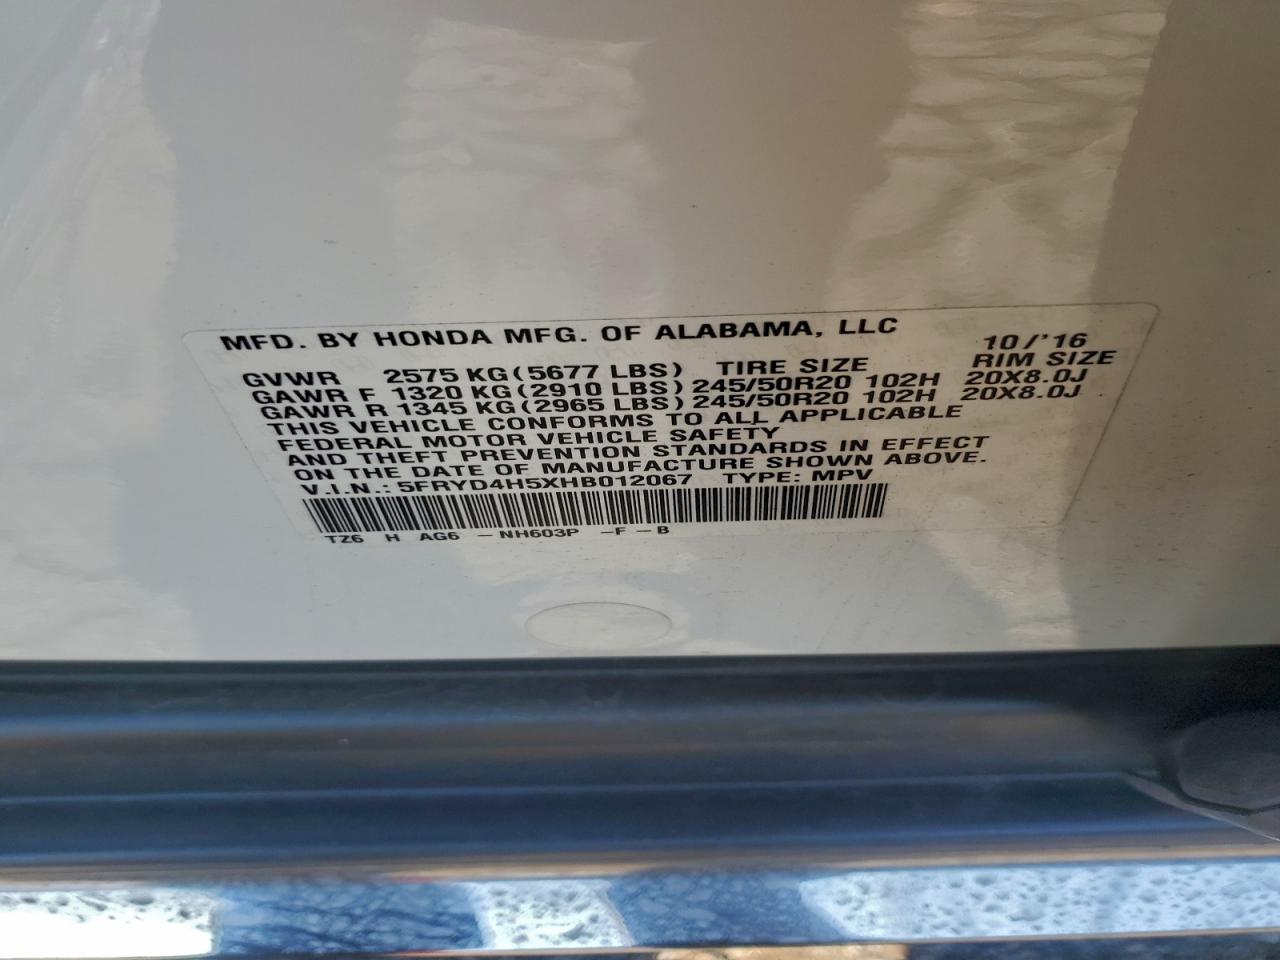 MFD. BY HONDA MFG. OF ALABAMA, LLC 10/'16
GVWR 2575 KG(5677 LBS) TIRE SIZE RIM SIZE
GAWR F 1320 KG(2910 LBS) 245/50R20 102H 20X8.0J
GAWR R 1345 KG(2965 LBS) 245/50R20 102H 20X8.0J
THIS VEHICLE CONFORMS TO ALL APPLICABLE
FEDERAL MOTOR VEHICLE SAFETY
AND THEFT PREVENTION STANDARDS IN EFFECT
ON THE DATE OF MANUFACTURE SHOWN ABOVE.
V.I.N.: 5FRYD4H5XHB012067 TYPE: MPV
TZ6 H AG6 -NH603P -F-B